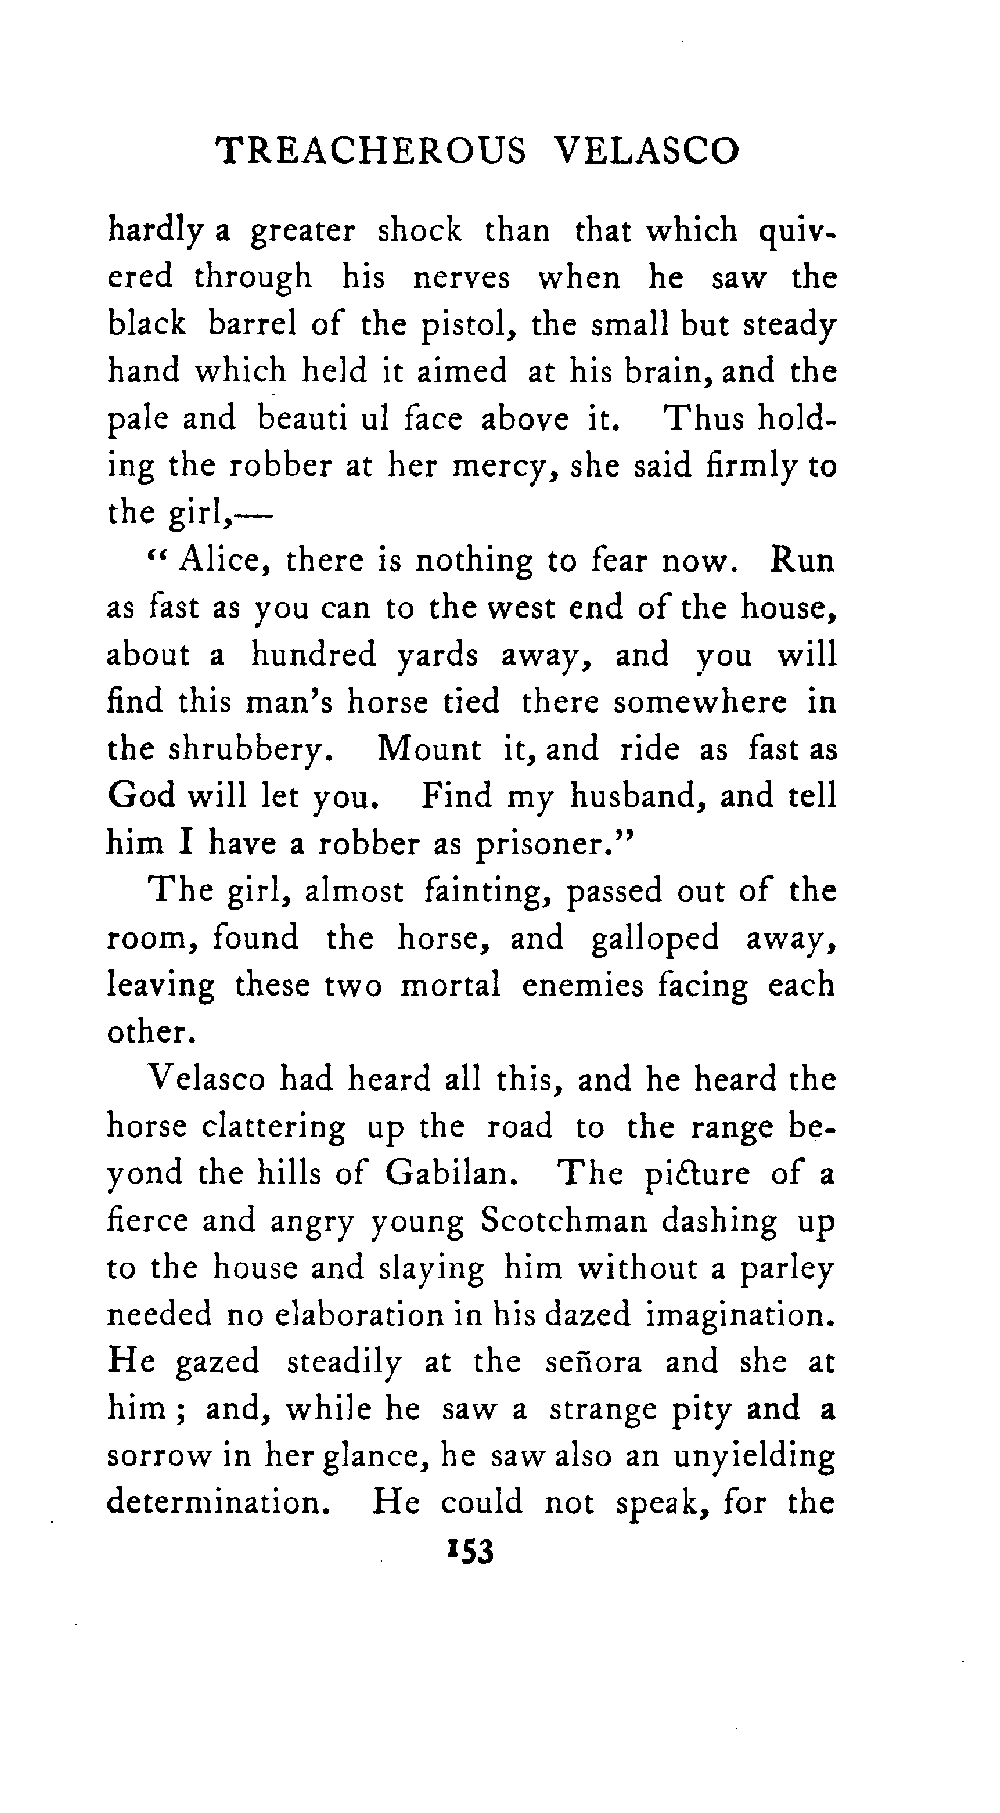 TREACHEROUS VELASCO
hardly a greater shock than that which quiv-
ered through his nerves when he saw the
black barrel of the pistol, the small but steady
hand which held it aimed at his brain, and the
pale and beauti ul face above it. Thus hold-
ing the robber at her mercy, she said firmly to
the girl,—
“ Alice, there is nothing to fear now. Run
as fast as you can to the west end of the house,
about a hundred yards away, and you will
find this man’s horse tied there somewhere in
the shrubbery. Mount it, and ride as fast as
God will let you. Find my husband, and tell
him I have a robber as prisoner.”
The girl, almost fainting, passed out of the
room, found the horse, and galloped away,
leaving these two mortal enemies facing each
other.
Velasco had heard all this, and he heard the
horse clattering up the road to the range be-
yond the hills of Gabilan. The picture of a
fierce and angry young Scotchman dashing up
to the house and slaying him without a parley
needed no elaboration in his dazed imagination.
He gazed steadily at the señora and she at
him ; and, while he saw a strange pity and a
sorrow in her glance, he saw also an unyielding
determination. He could not speak, for the
153